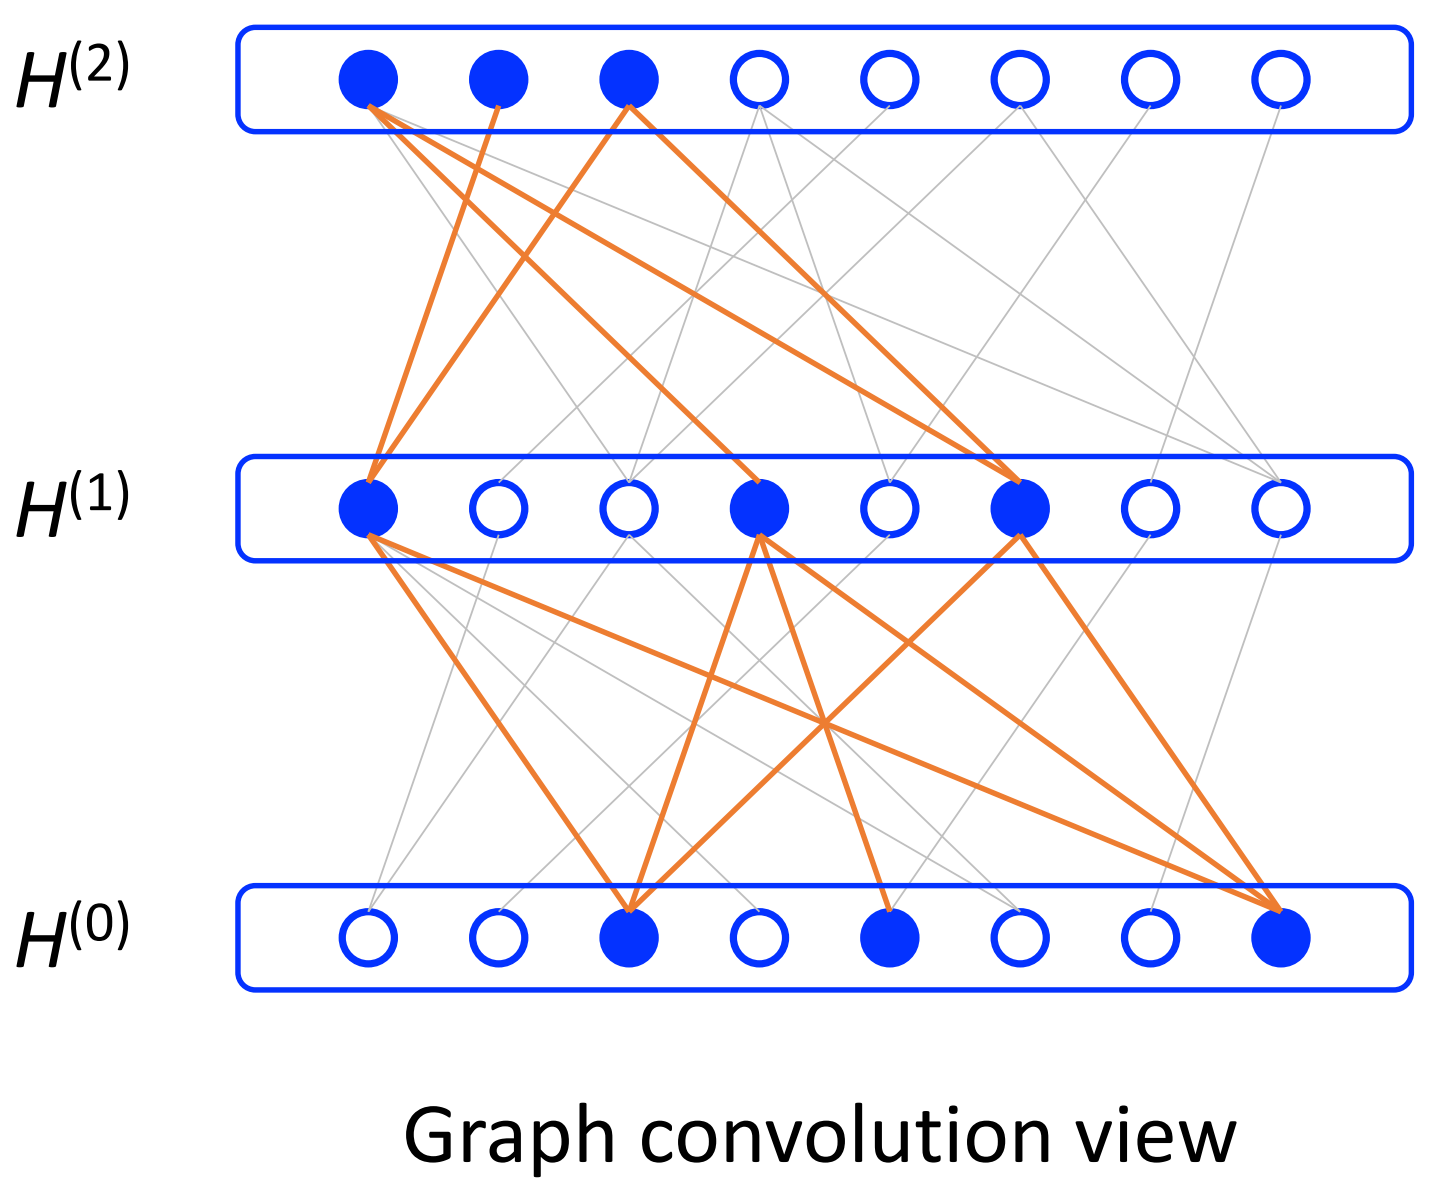 H(2)
H(1)
H(0)
Graph convolution view